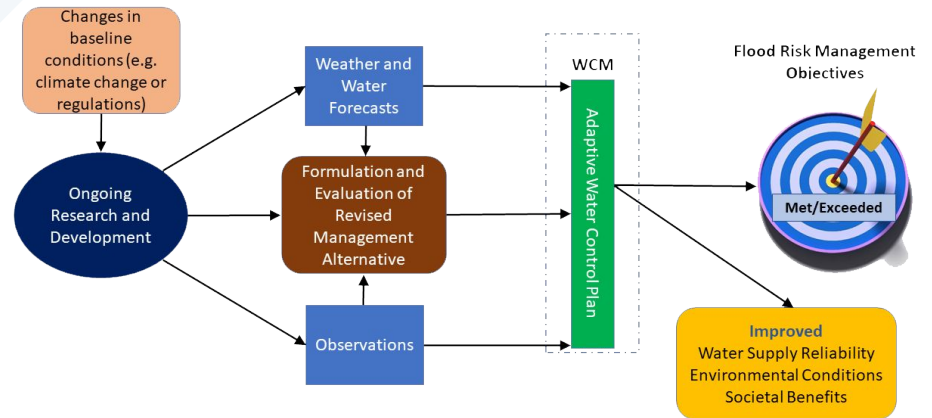 Changes in
baseline
conditions (e.g.
climate change or
regulations)
Ongoing
Research and
Development
Weather and
Water
Forecasts
Formulation and
Evaluation of
Revised
Management
Alternative
Observations
WCM
Adaptive Water Control Plan
Flood Risk Management
Objectives
Met/Exceeded
Improved
Water Supply Reliability
Environmental Conditions
Societal Benefits